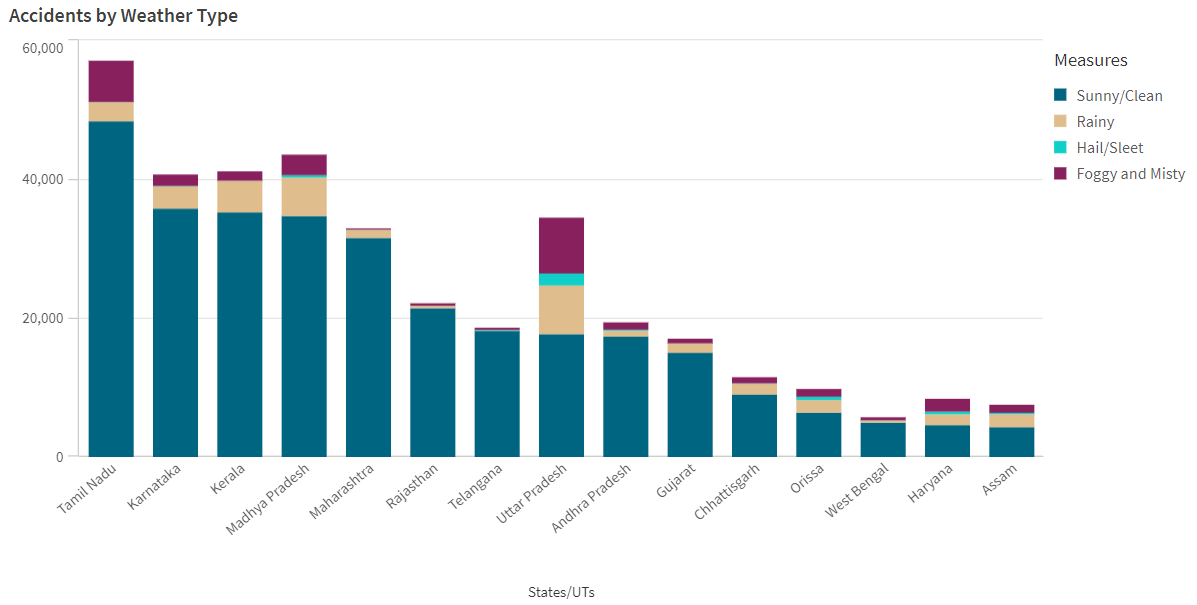 Accidents by Weather Type
60,000
40,000
20,000
0
Tamil Nadu
Karnataka
Kerala
Madhya Pradesh
Maharashtra
Rajasthan
Telangana
Uttar Pradesh
Andhra Pradesh
Gujarat
Chhattisgarh
Orissa
West Bengal
Haryana
Assam
States/UTs
Measures
Sunny/Clean
Rainy
Hail/Sleet
Foggy and Misty